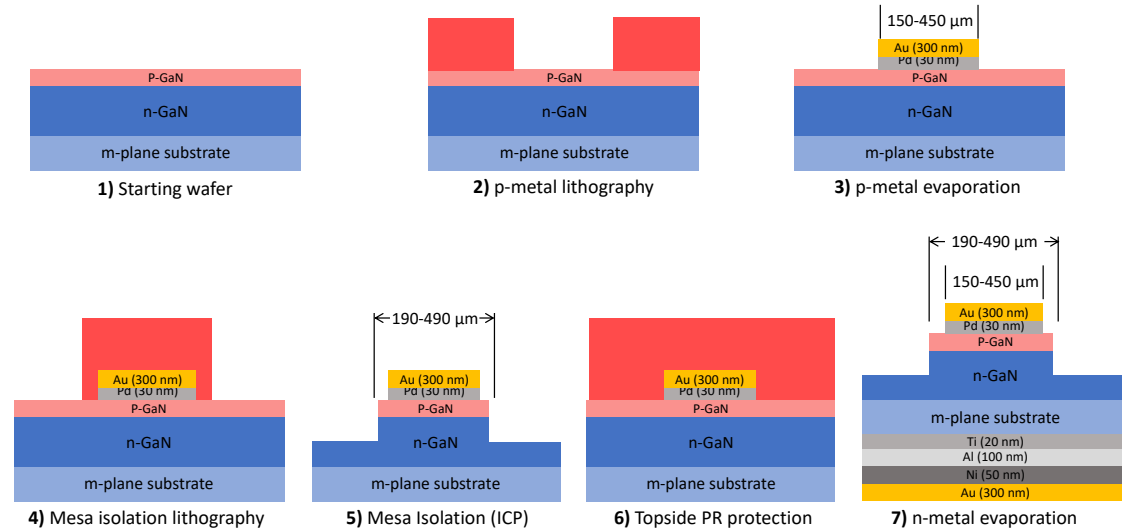 P-GaN
n-GaN
m-plane substrate
1) Starting wafer
P-GaN
n-GaN
m-plane substrate
2) p-metal lithography
150-450 μm
Au (300 nm)
Pd (30 nm)
P-GaN
n-GaN
m-plane substrate
3) p-metal evaporation
Au (300 nm)
Pd (30 nm)
P-GaN
n-GaN
m-plane substrate
4) Mesa isolation lithography
190-490 μm
Au (300 nm)
Pd (30 nm)
P-GaN
n-GaN
m-plane substrate
5) Mesa Isolation (ICP)
Au (300 nm)
Pd (30 nm)
P-GaN
n-GaN
m-plane substrate
6) Topside PR protection
190-490 μm
150-450 μm
Au (300 nm)
Pd (30 nm)
P-GaN
n-GaN
m-plane substrate
Ti (20 nm)
Al (100 nm)
Ni (50 nm)
Au (300 nm)
7) n-metal evaporation